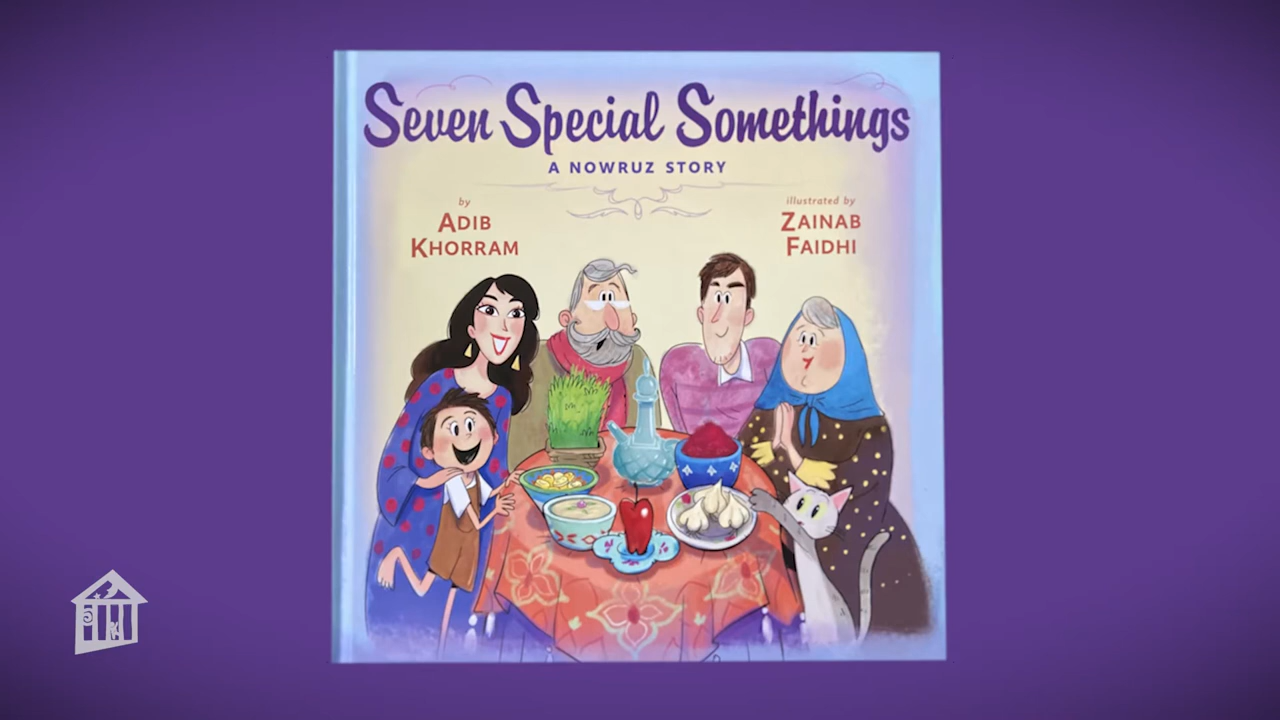 Seven Special Somethings
A NOWRUZ STORY
by
ADIB
KHORRAM
illustrated by
ZAINAB
FAIDHI